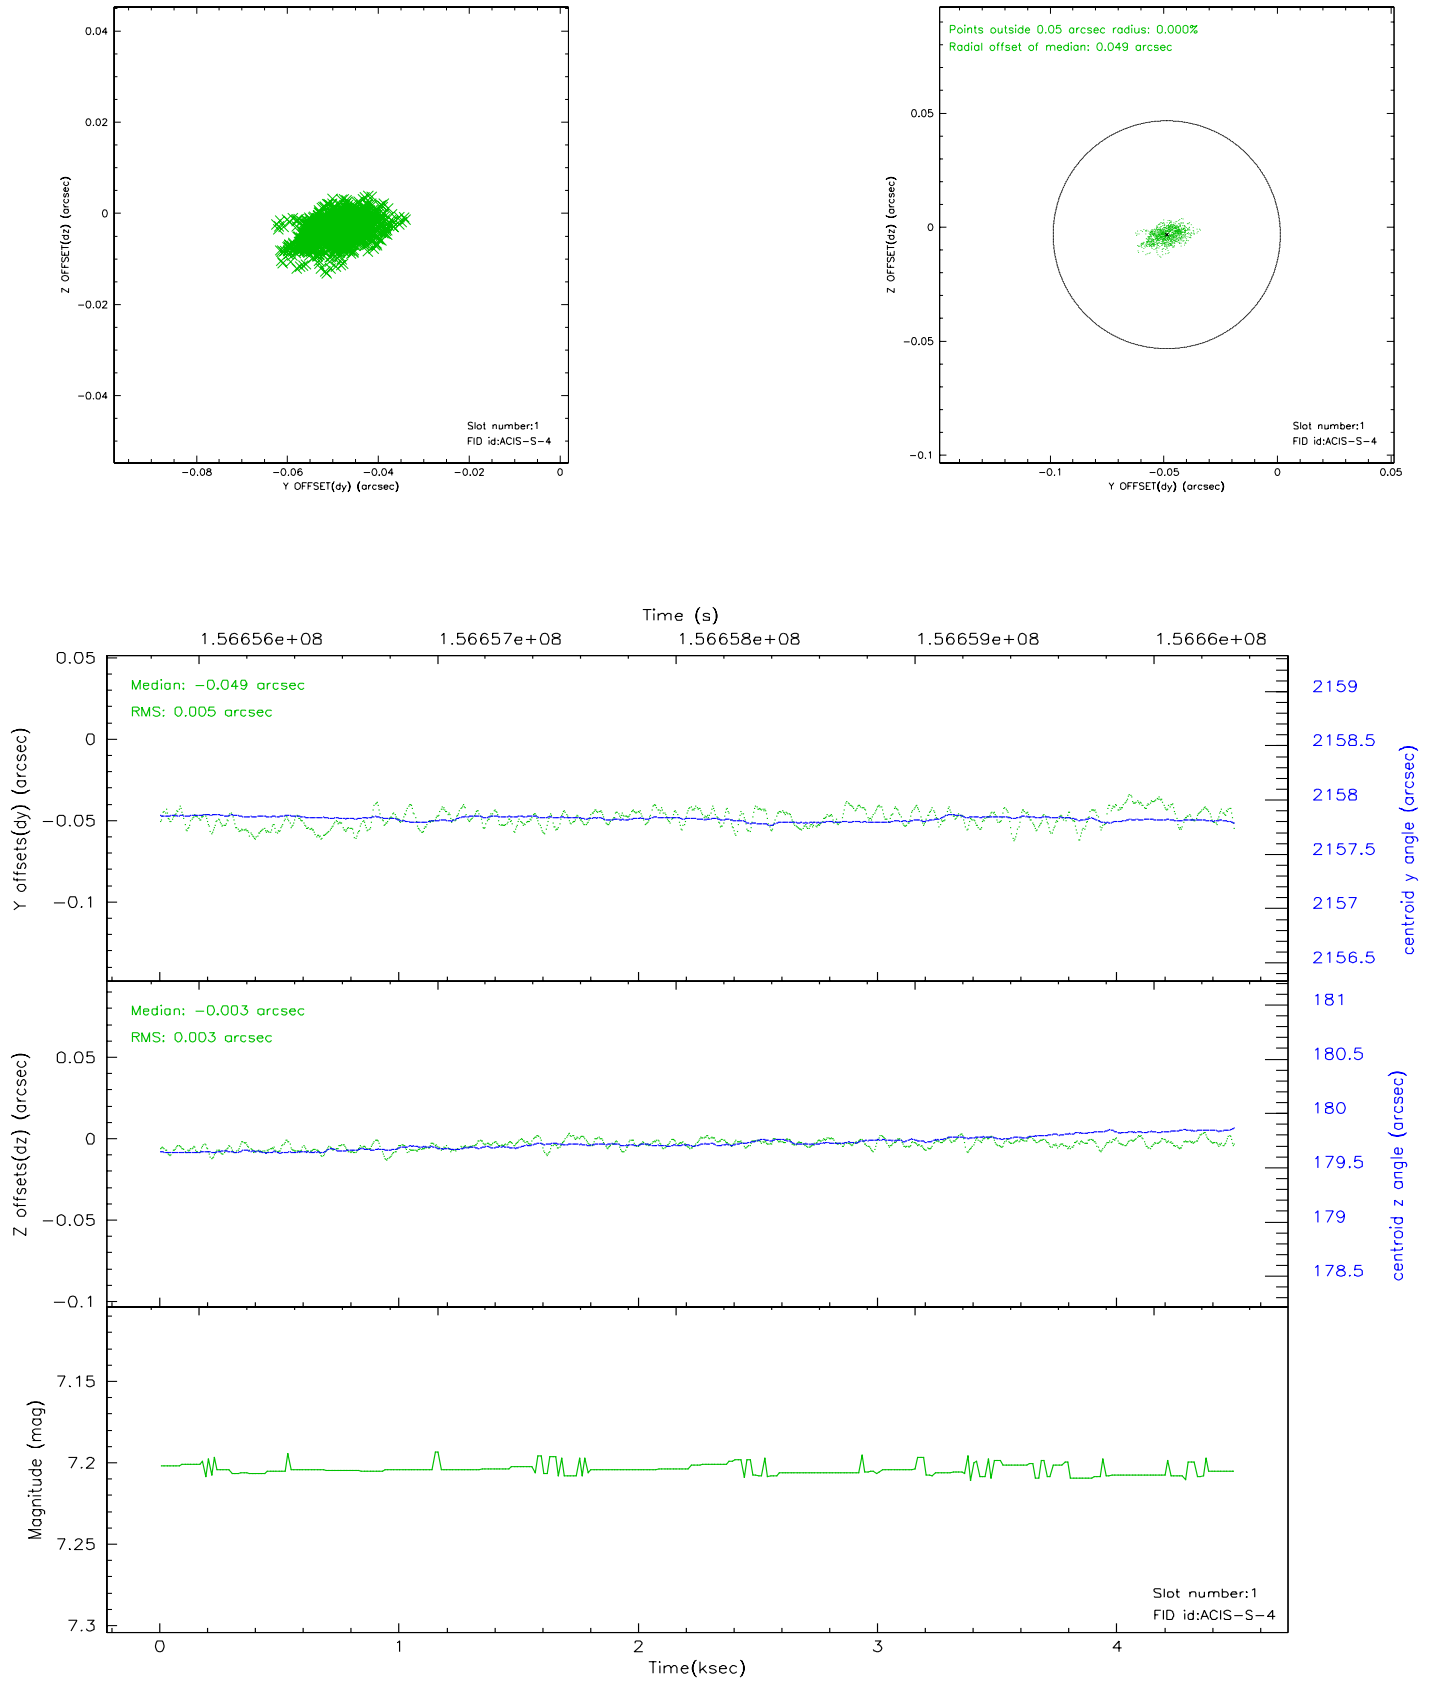 0.04
0.02
0
−0.02
−0.04
Z OFFSET(dz) (arcsec)
Slot number:1
FID id:ACIS−S−4
−0.08
−0.06
−0.04
−0.02
0
Y OFFSET(dy) (arcsec)
Points outside 0.05 arcsec radius: 0.000%
Radial offset of median: 0.049 arcsec
0.05
0
−0.05
−0.1
Z OFFSET(dz) (arcsec)
Slot number:1
FID id:ACIS−S−4
−0.1
−0.05
0
0.05
Y OFFSET(dy) (arcsec)
Time (s)
1.56656e+08
1.56657e+08
1.56658e+08
1.56659e+08
1.5666e+08
Median: −0.049 arcsec
RMS: 0.005 arcsec
0.05
0
−0.05
−0.1
Y offsets(dy) (arcsec)
2159
2158.5
2158
2157.5
2157
2156.5
centroid y angle (arcsec)
Median: −0.003 arcsec
RMS: 0.003 arcsec
0.05
0
−0.05
−0.1
Z offsets(dz) (arcsec)
181
180.5
180
179.5
179
178.5
centroid z angle (arcsec)
7.15
7.2
7.25
7.3
Magnitude (mag)
Slot number:1
FID id:ACIS−S−4
0
1
2
3
4
Time(ksec)